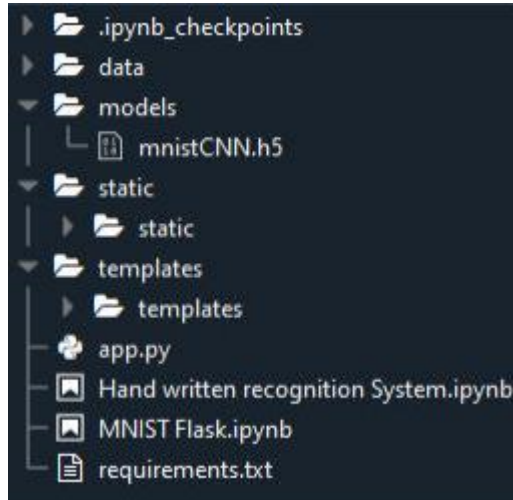 .ipynb_checkpoints
data
models
mnistCNN.h5
static
static
templates
templates
app.py
Hand written recognition System.ipynb
MNIST Flask.ipynb
requirements.txt